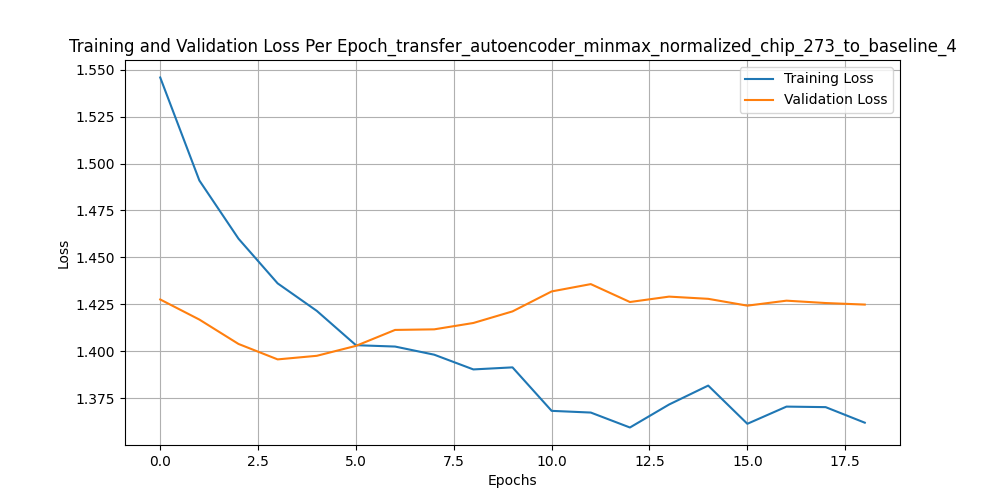 Training and Validation Loss Per Epoch_transfer_autoencoder_minmax_normalized_chip_273_to_baseline_4
Training Loss
Validation Loss
1.550
1.525
1.500
1.475
1.450
1.425
1.400
1.375
Loss
0.0 2.5 5.0 7.5 10.0 12.5 15.0 17.5
Epochs